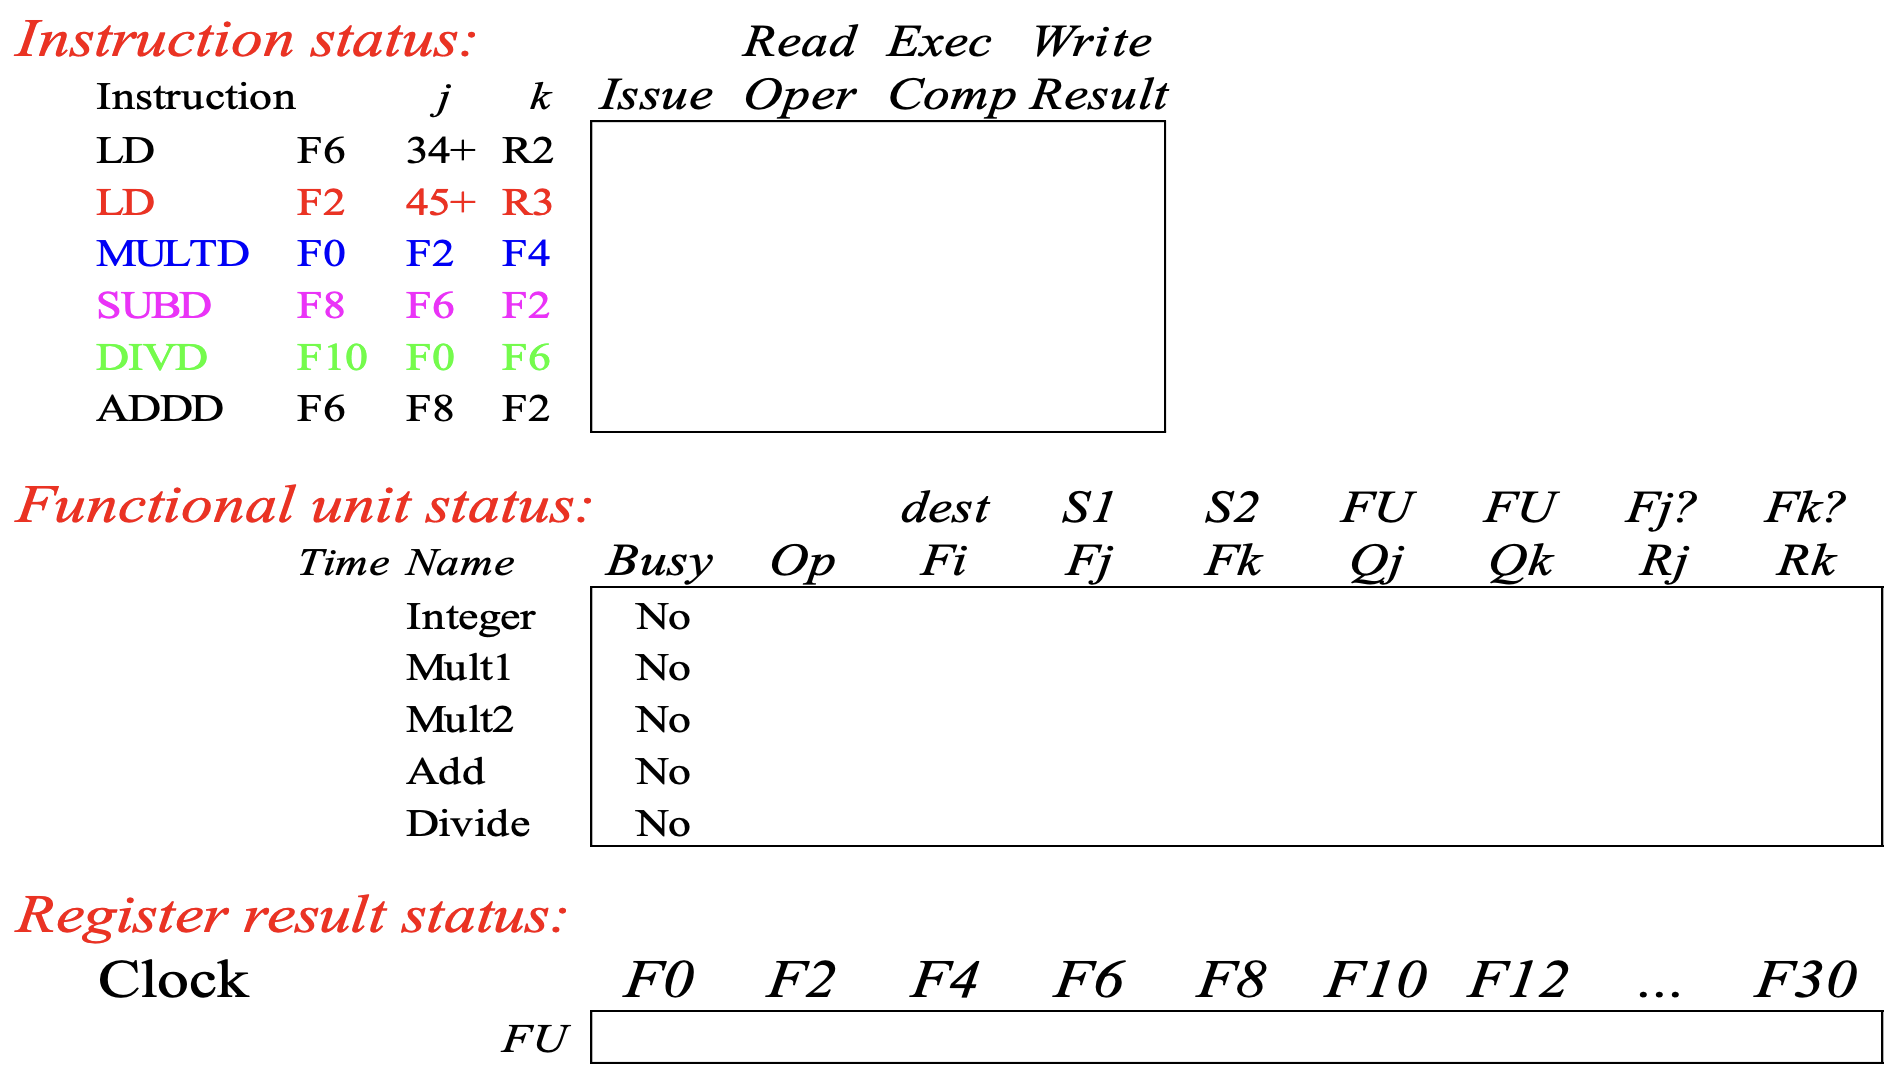 Instruction status: Read Exec Write
Instruction j k Issue Oper Comp Result
LD F6 34+ R2
LD F2 45+ R3
MULTD F0 F2 F4
SUBD F8 F6 F2
DIVD F10 F0 F6
ADDD F6 F8 F2
Functional unit status: dest S1 S2 FU FU Fj? Fk?
Time Name Busy Op Fi Fj Fk Qj Qk Rj Rk
Integer No
Mult1 No
Mult2 No
Add No
Divide No
Register result status:
Clock F0 F2 F4 F6 F8 F10 F12 ... F30
FU